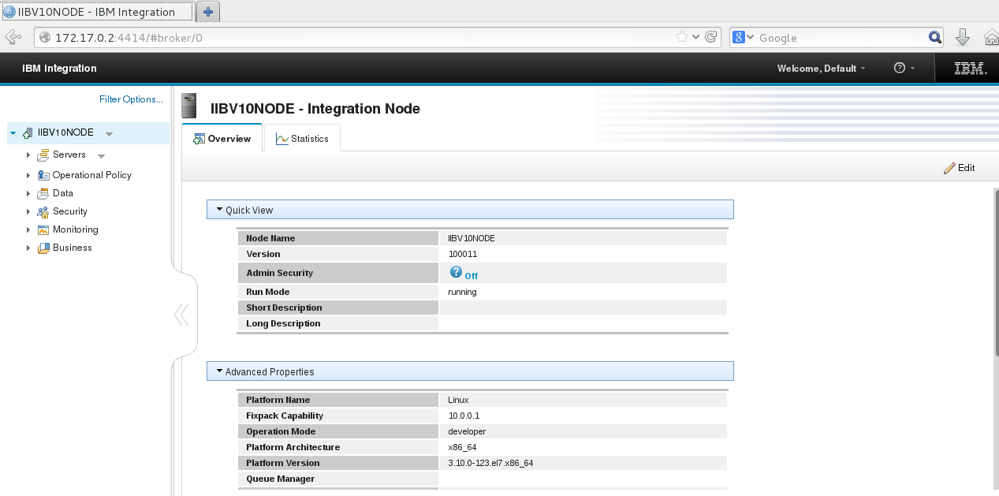 IIBV10NODE - IBM Integration
172.17.0.2:4414/#broker/0
Google
IBM Integration
Welcome, Default
IBM
Filter Options...
IIBV10NODE
Servers
Operational Policy
Data
Security
Monitoring
Business
IIBV10NODE - Integration Node
Overview Statistics
Edit
Quick View
Node Name IIBV10NODE
Version 100011
Admin Security ? Off
Run Mode running
Short Description
Long Description
Advanced Properties
Platform Name Linux
Fixpack Capability 10.0.0.1
Operation Mode developer
Platform Architecture x86_64
Platform Version 3.10.0-123.el7.x86_64
Queue Manager